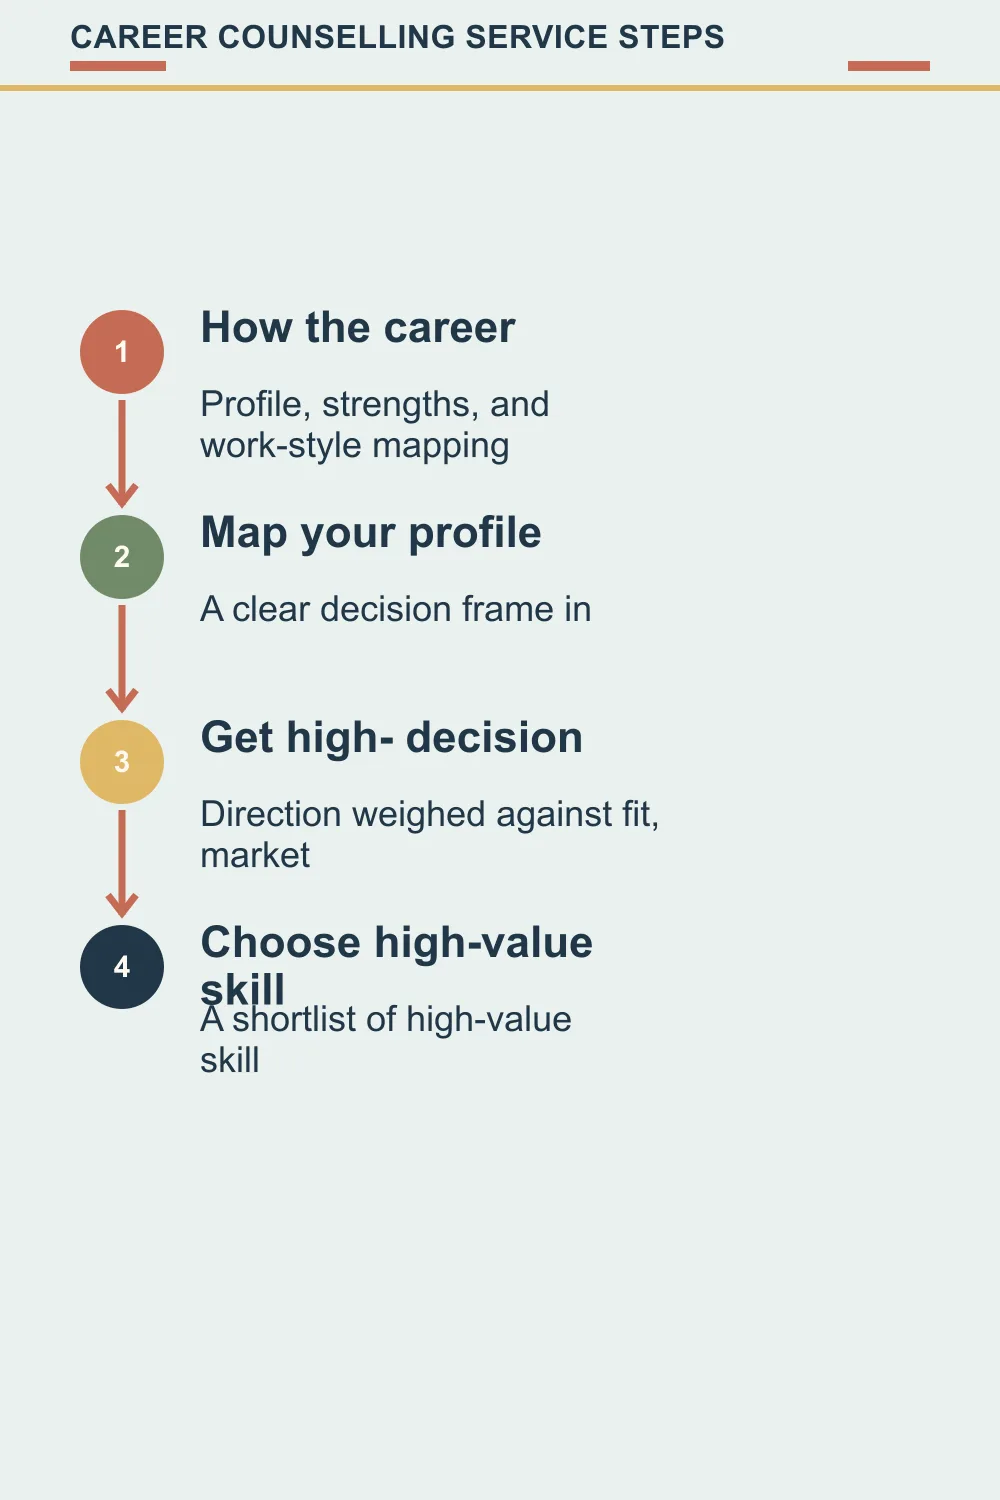 CAREER COUNSELLING SERVICE STEPS
1
How the career
Profile, strengths, and
work-style mapping
2
Map your profile
A clear decision frame in
3
Get high- decision
Direction weighed against fit,
market
4
Choose high-value
skill
A shortlist of high-value
skill